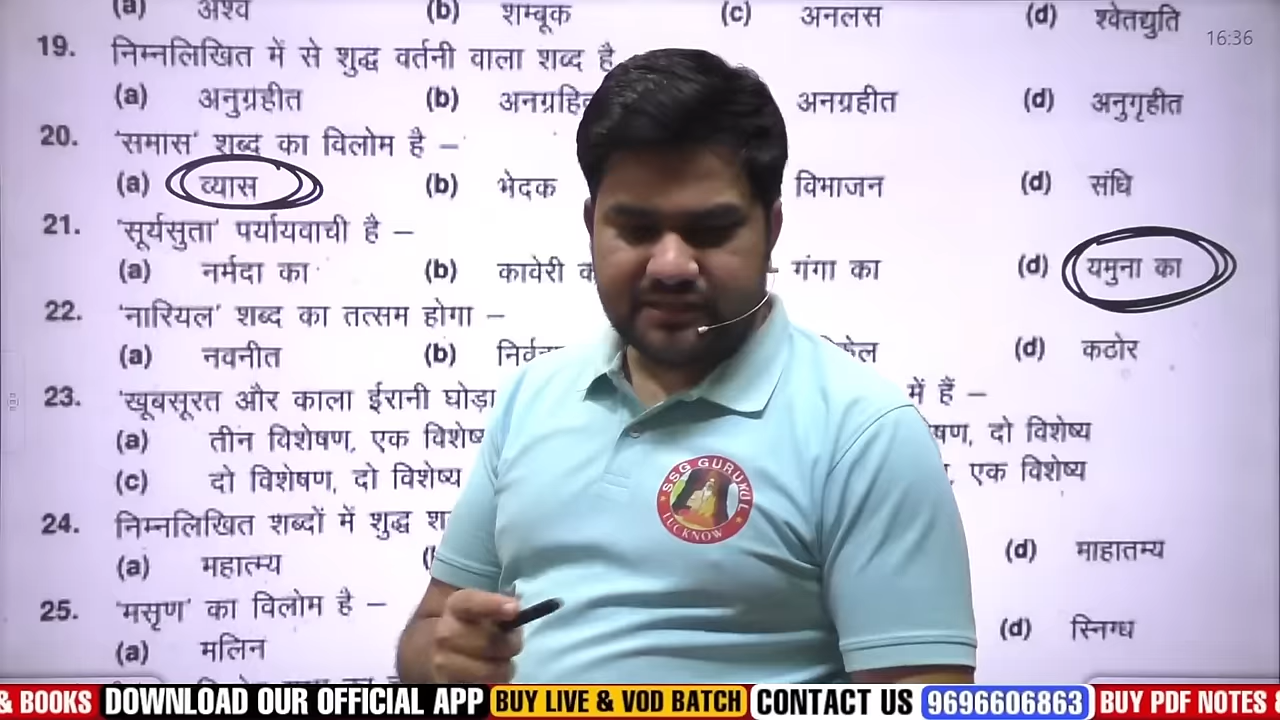 (a) अश्व (b) शम्बूक (c) अनलस (d) श्वेतद्युति
16:36
19. निम्नलिखित में से शुद्ध वर्तनी वाला शब्द है
(a) अनुग्रहीत (b) अनग्रहि अनग्रहीत (d) अनुगृहीत
20. 'समास' शब्द का विलोम है –
(a) व्यास (b) भेदक विभाजन (d) संधि
21. 'सूर्यसुता' पर्यायवाची है –
(a) नर्मदा का (b) कावेरी गंगा का (d) यमुना का
22. 'नारियल' शब्द का तत्सम होगा –
(a) नवनीत (b) (d) कठोर
23. 'खूबसूरत और काला ईरानी घोड़ा में हैं –
(a) तीन विशेषण, एक दो विशेष्य
(c) दो विशेषण, दो विशेष्य , एक विशेष्य
24. निम्नलिखित शब्दों में शुद्ध
(a) महात्म्य (d) माहातम्य
25. 'मसृण' का विलोम है –
(a) मलिन (d) स्निग्ध
SSG GURUKUL
LUCKNOW
& BOOKS DOWNLOAD OUR OFFICIAL APP BUY LIVE & VOD BATCH CONTACT US 9696606863 BUY PDF NOTES &